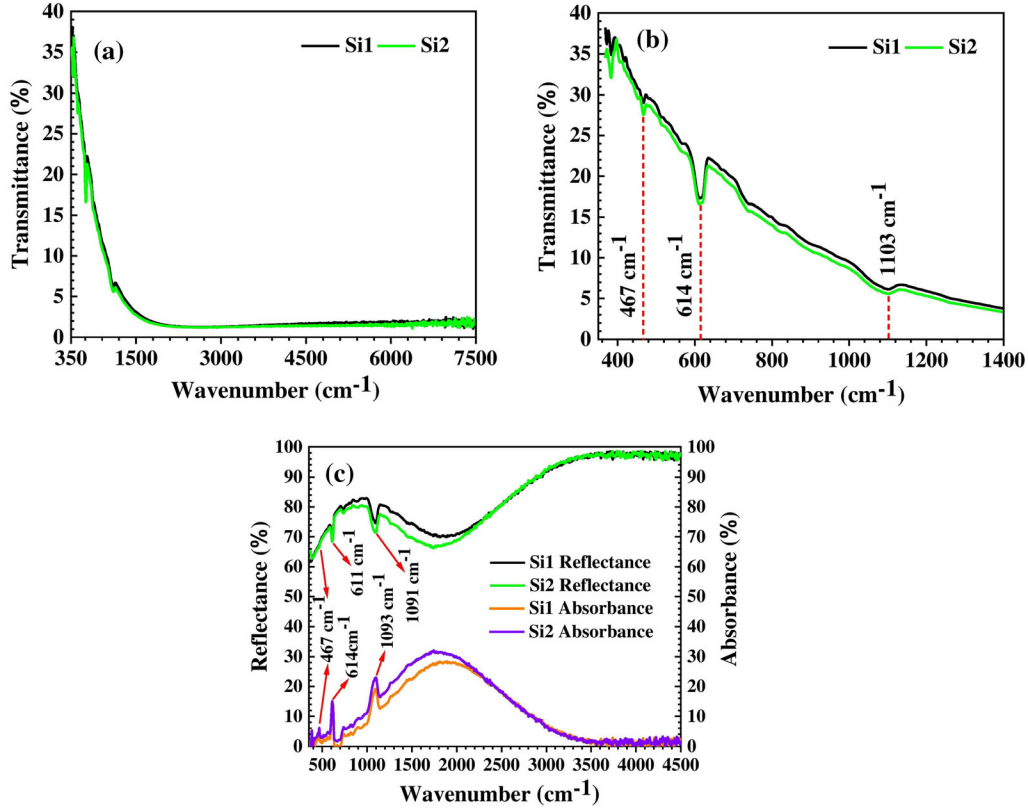 (a)
Si1 Si2
Transmittance (%)
40
35
30
25
20
15
10
5
0
350 1500 3000 4500 6000 7500
Wavenumber (cm-1)
(b)
Si1 Si2
Transmittance (%)
40
35
30
25
20
15
10
5
0
467 cm-1
614 cm-1
1103 cm-1
400 600 800 1000 1200 1400
Wavenumber (cm-1)
(c)
Reflectance (%)
100
90
80
70
60
50
40
30
20
10
0
467 cm-1
611 cm-1
614cm-1
1093 cm-1
1091 cm-1
Si1 Reflectance
Si2 Reflectance
Si1 Absorbance
Si2 Absorbance
100
90
80
70
60
50
40
30
20
10
0
Absorbance (%)
500 1000 1500 2000 2500 3000 3500 4000 4500
Wavenumber (cm-1)